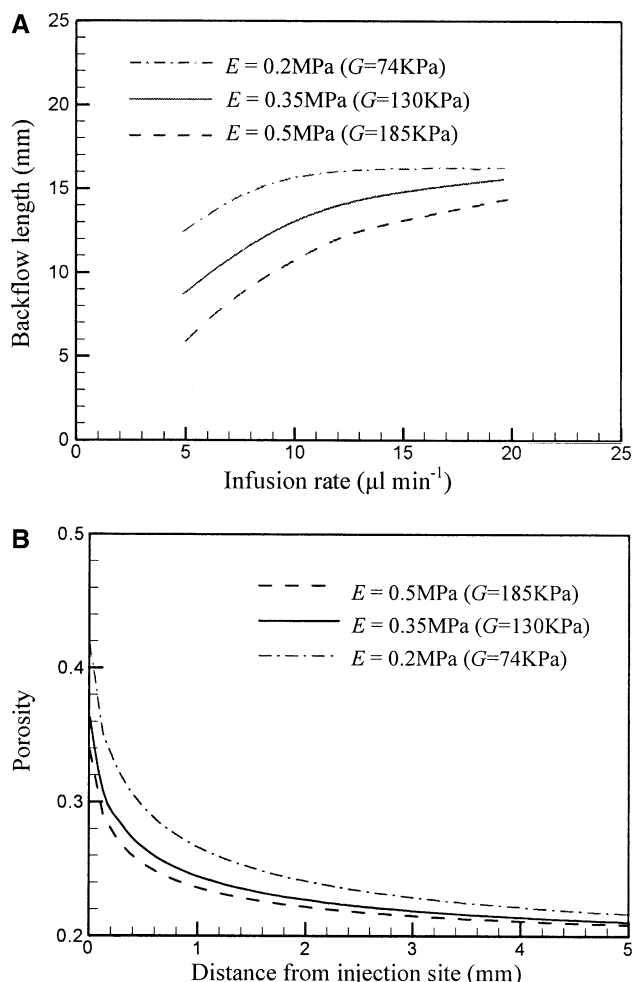 A
25
20
15
10
5
0
Backflow length (mm)
E = 0.2MPa (G=74KPa)
E = 0.35MPa (G=130KPa)
E = 0.5MPa (G=185KPa)
0 5 10 15 20 25
Infusion rate (μl min-1)
B
0.5
0.4
0.3
0.2
Porosity
E = 0.5MPa (G=185KPa)
E = 0.35MPa (G=130KPa)
E = 0.2MPa (G=74KPa)
0 1 2 3 4 5
Distance from injection site (mm)